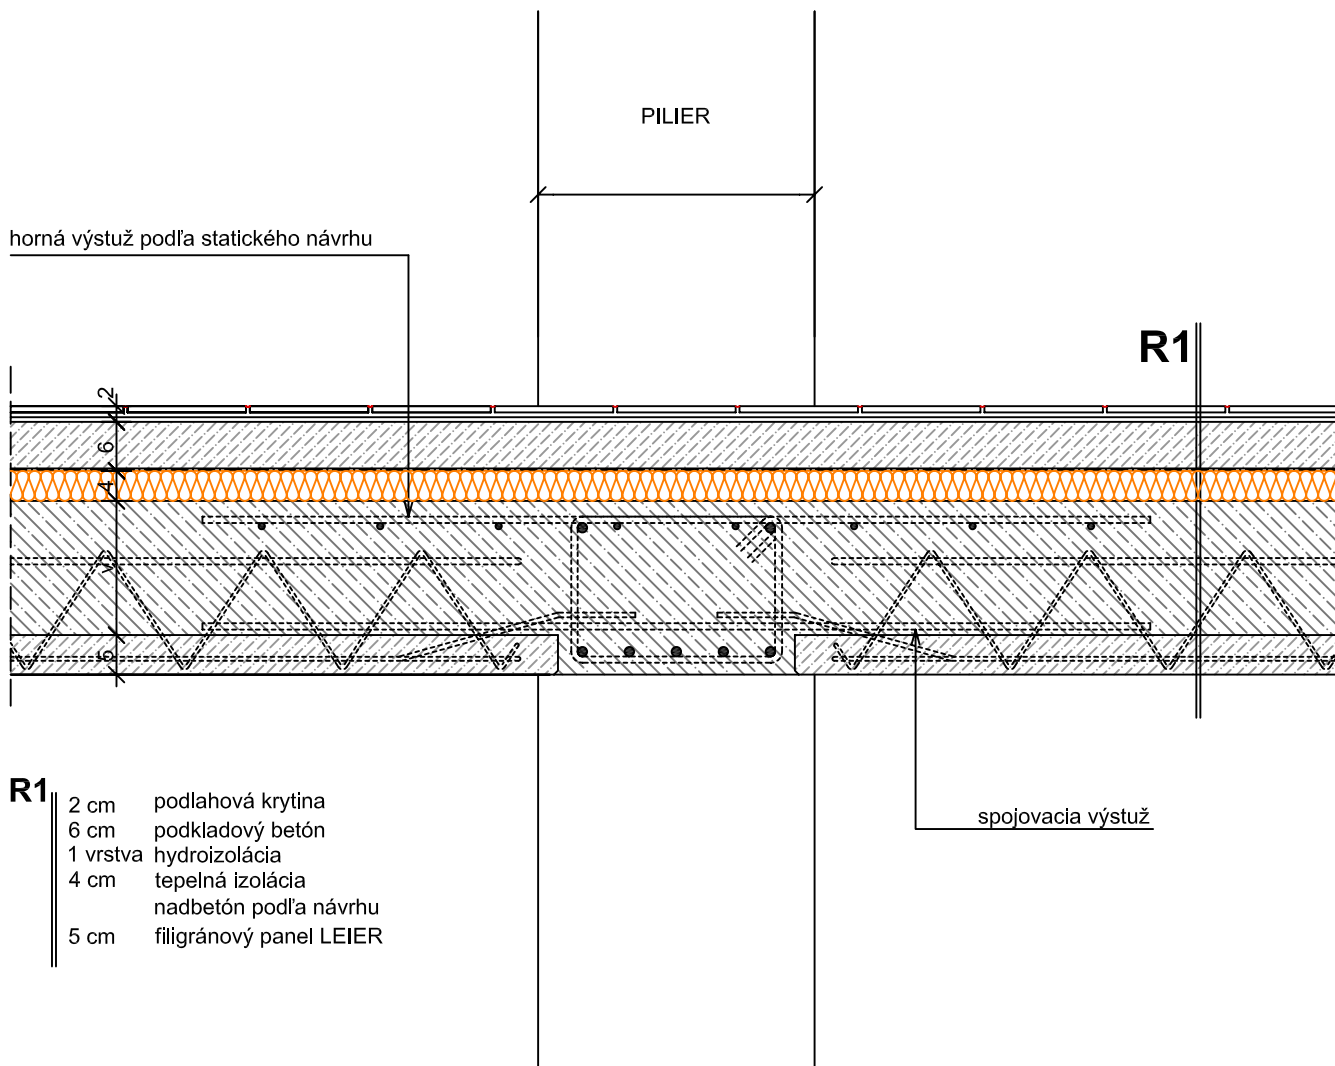 PILIER
horná výstuž podľa statického návrhu
R1
2
6
4
v
5
R1
2 cm podlahová krytina
6 cm podkladový betón
1 vrstva hydroizolácia
4 cm tepelná izolácia
nadbetón podľa návrhu
5 cm filigránový panel LEIER
spojovacia výstuž